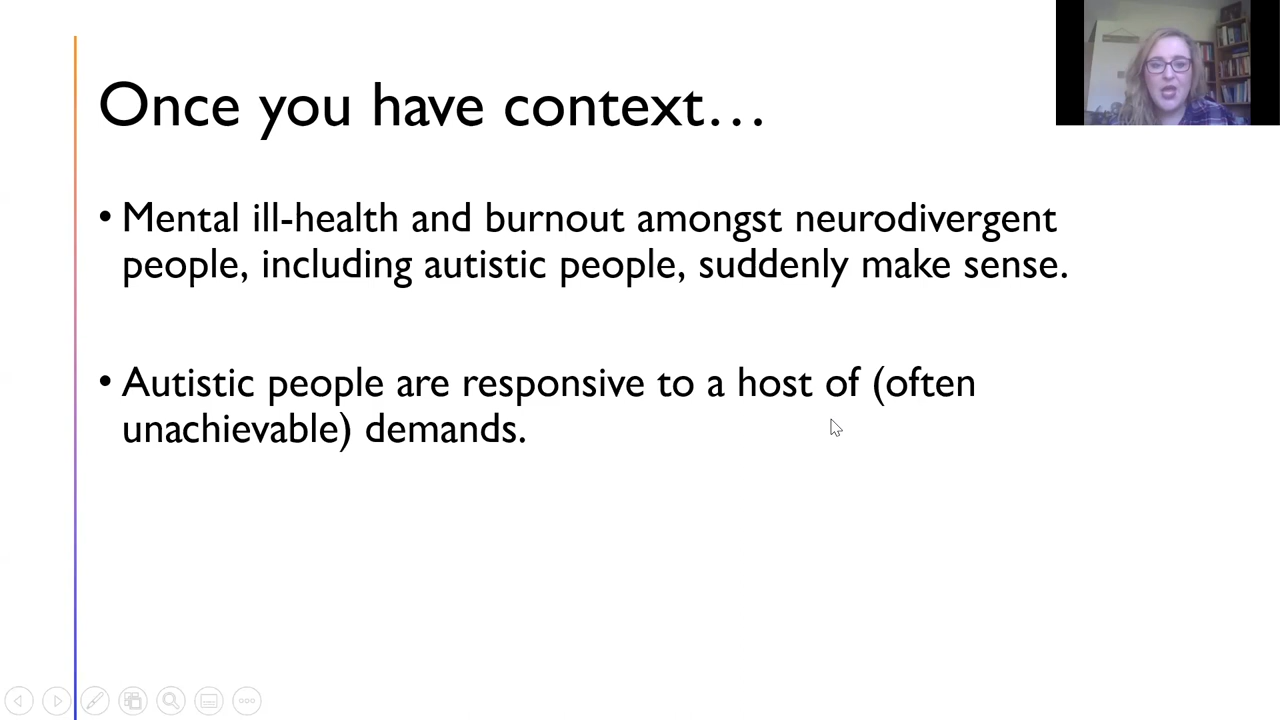 Once you have context…
• Mental ill-health and burnout amongst neurodivergent
people, including autistic people, suddenly make sense.
• Autistic people are responsive to a host of (often
unachievable) demands.